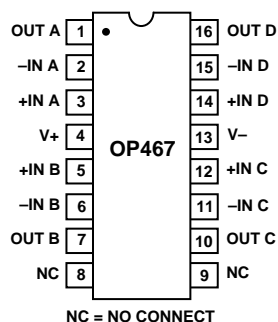 OUT A 1 16 OUT D
–IN A 2 15 –IN D
+IN A 3 14 +IN D
V+ 4 13 V–
OP467
+IN B 5 12 +IN C
–IN B 6 11 –IN C
OUT B 7 10 OUT C
NC 8 9 NC
NC = NO CONNECT